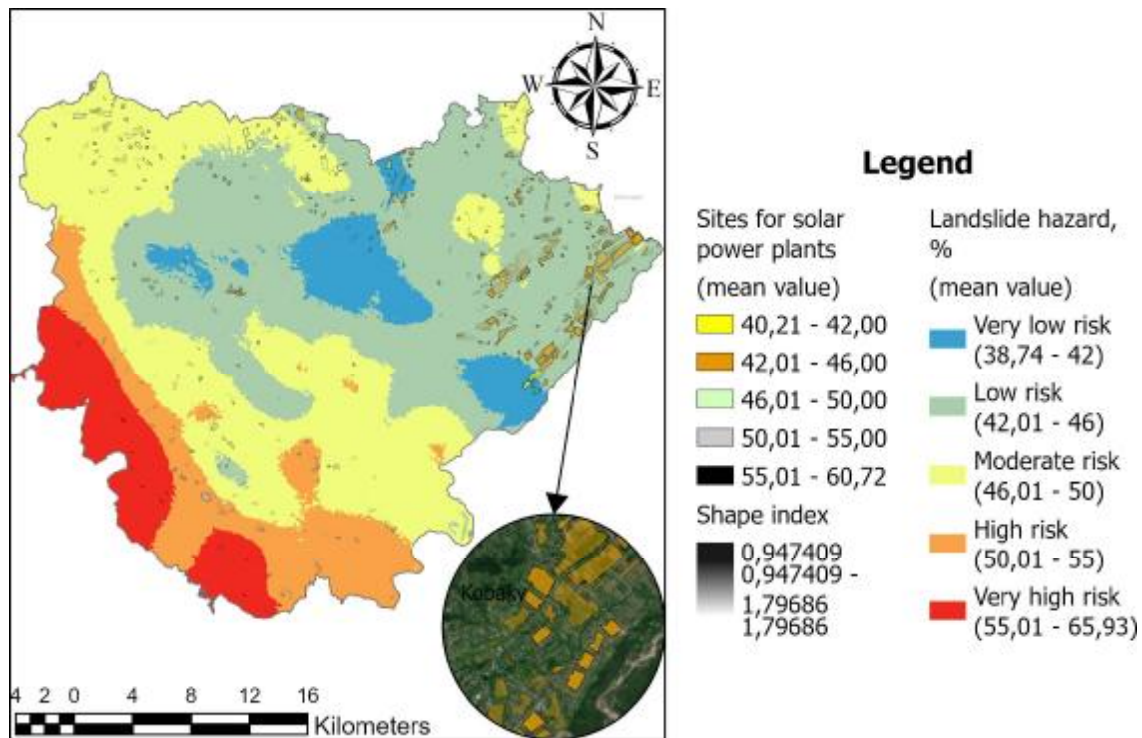 N
W
E
S
Kobaky
4 2 0 4 8 12 16
Kilometers
Legend
Sites for solar
power plants
(mean value)
40,21 - 42,00
42,01 - 46,00
46,01 - 50,00
50,01 - 55,00
55,01 - 60,72
Shape index
0,947409
0,947409 -
1,79686
1,79686
Landslide hazard,
%
(mean value)
Very low risk
(38,74 - 42)
Low risk
(42,01 - 46)
Moderate risk
(46,01 - 50)
High risk
(50,01 - 55)
Very high risk
(55,01 - 65,93)